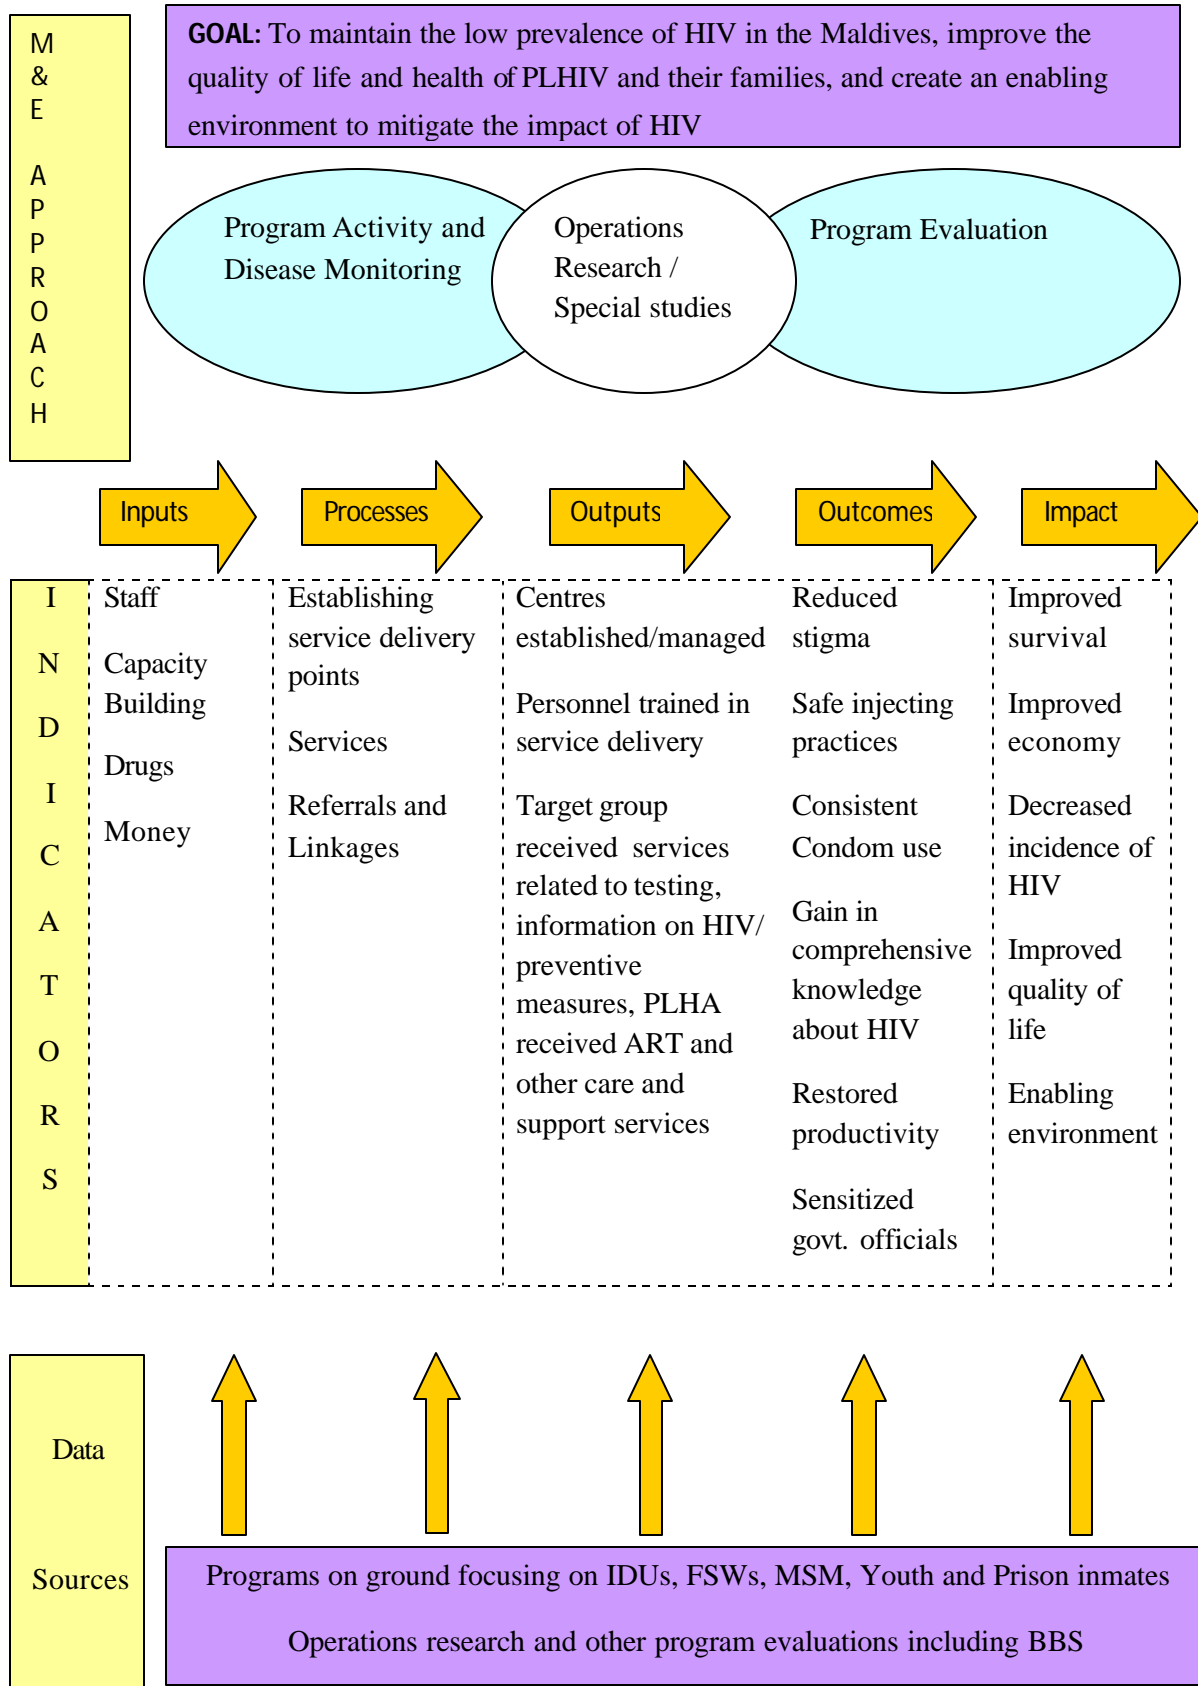 M
&
E
A
P
P
R
O
A
C
H
GOAL: To maintain the low prevalence of HIV in the Maldives, improve the
quality of life and health of PLHIV and their families, and create an enabling
environment to mitigate the impact of HIV
Program Activity and
Disease Monitoring
Operations
Research /
Special studies
Program Evaluation
Inputs
Processes
Outputs
Outcomes
Impact
I
N
D
I
C
A
T
O
R
S
Staff
Capacity
Building
Drugs
Money
Establishing
service delivery
points
Services
Referrals and
Linkages
Centres
established/managed
Personnel trained in
service delivery
Target group
received services
related to testing,
information on HIV/
preventive
measures, PLHA
received ART and
other care and
support services
Reduced
stigma
Safe injecting
practices
Consistent
Condom use
Gain in
comprehensive
knowledge
about HIV
Restored
productivity
Sensitized
govt. officials
Improved
survival
Improved
economy
Decreased
incidence of
HIV
Improved
quality of
life
Enabling
environment
Data
Sources
Programs on ground focusing on IDUs, FSWs, MSM, Youth and Prison inmates
Operations research and other program evaluations including BBS